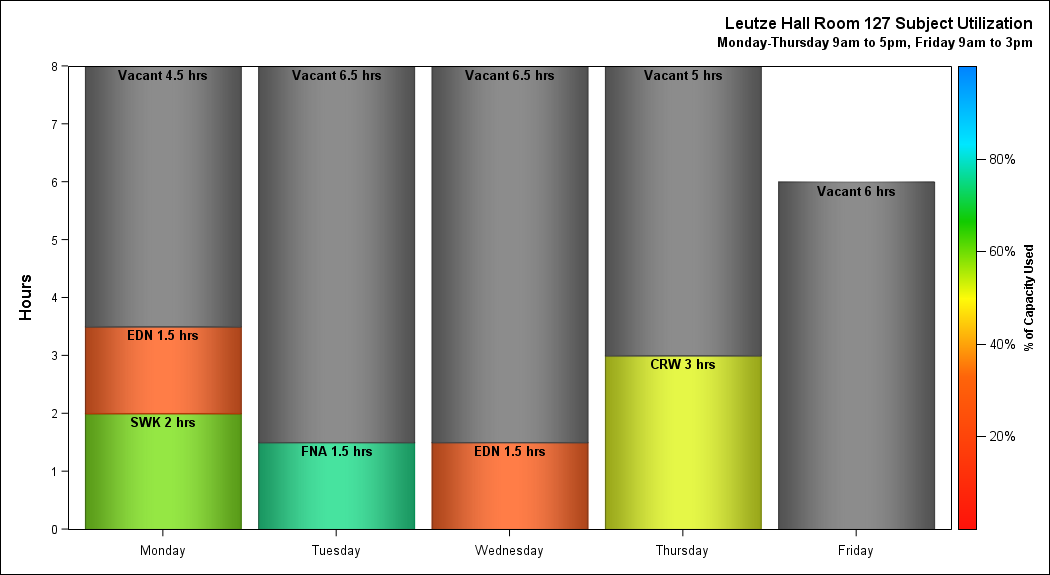 Leutze Hall Room 127 Subject Utilization
Monday-Thursday 9am to 5pm, Friday 9am to 3pm
Hours
8
7
6
5
4
3
2
1
0
Vacant 4.5 hrs
EDN 1.5 hrs
SWK 2 hrs
Vacant 6.5 hrs
FNA 1.5 hrs
Vacant 6.5 hrs
EDN 1.5 hrs
Vacant 5 hrs
CRW 3 hrs
Vacant 6 hrs
Monday
Tuesday
Wednesday
Thursday
Friday
80%
60%
40%
20%
% of Capacity Used